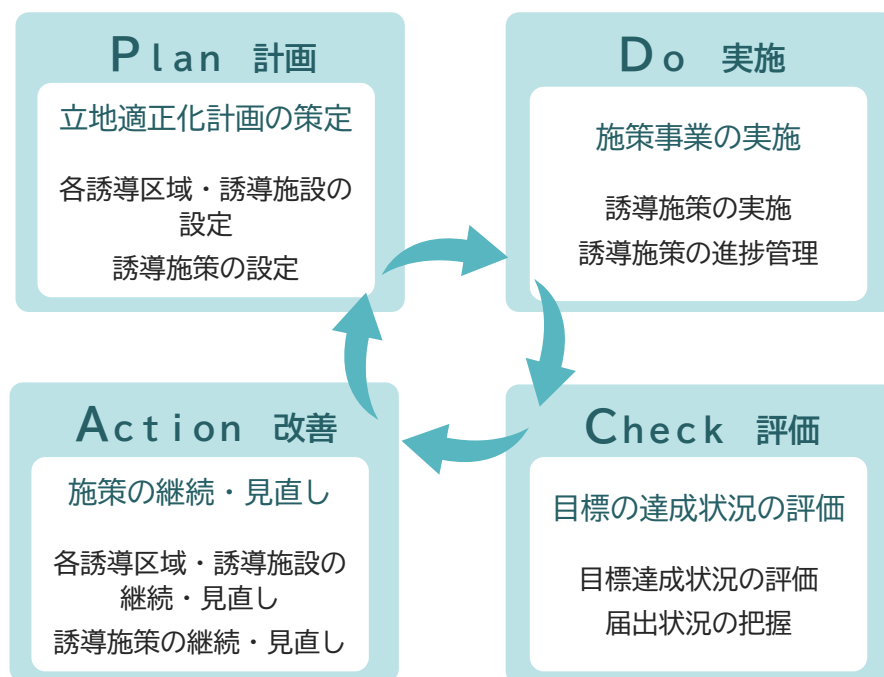 Plan 計画
立地適正化計画の策定
各誘導区域・誘導施設の
設定
誘導施策の設定
Do 実施
施策事業の実施
誘導施策の実施
誘導施策の進捗管理
Action 改善
施策の継続・見直し
各誘導区域・誘導施設の
継続・見直し
誘導施策の継続・見直し
Check 評価
目標の達成状況の評価
目標達成状況の評価
届出状況の把握